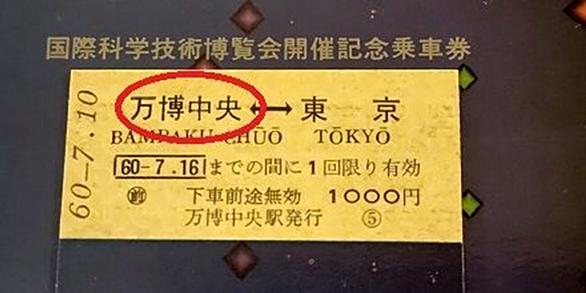 国際科学技術博覧会開催記念乗車券
60-7.10
万博中央↔東 京
BAMPAKU-CHŪŌ TŌKYŌ
60-7.16までの間に1回限り有効
下車前途無効 1000円
万博中央駅発行 ⑤